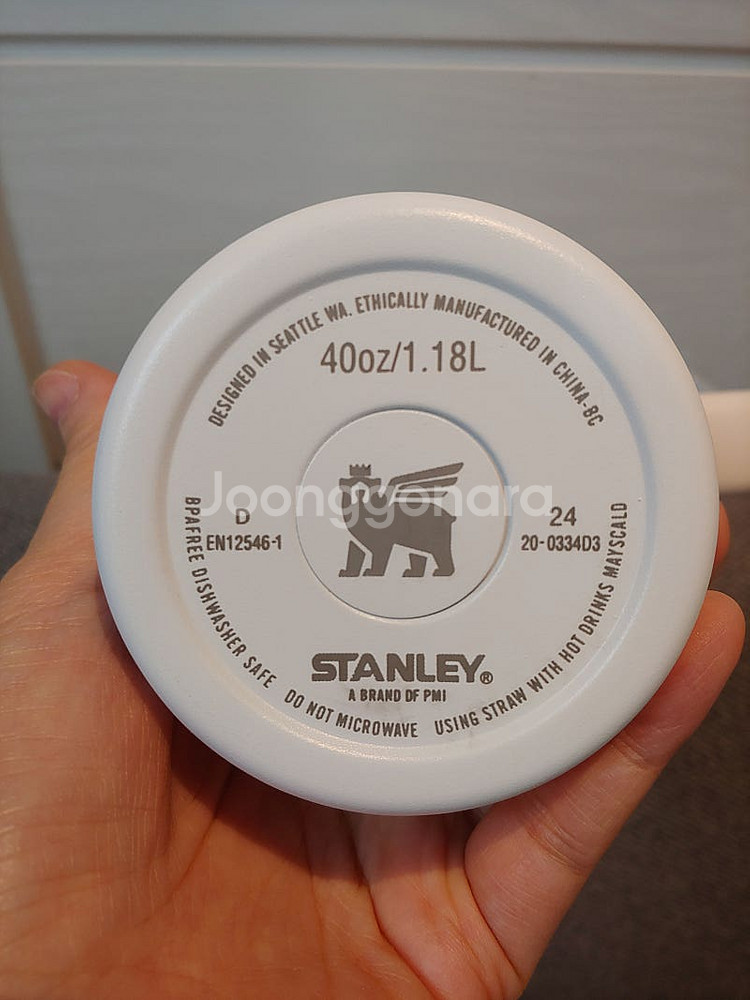 DESIGNED IN SEATTLE WA. ETHICALLY MANUFACTURED IN CHINA-8C
40oz/1.18L
Joonggonara
D
EN12546-1
24
20-0334D3
STANLEY®
A BRAND OF PMI
BPAFREE DISHWASHER SAFE DO NOT MICROWAVE USING STRAW WITH HOT DRINKS MAYSCALD